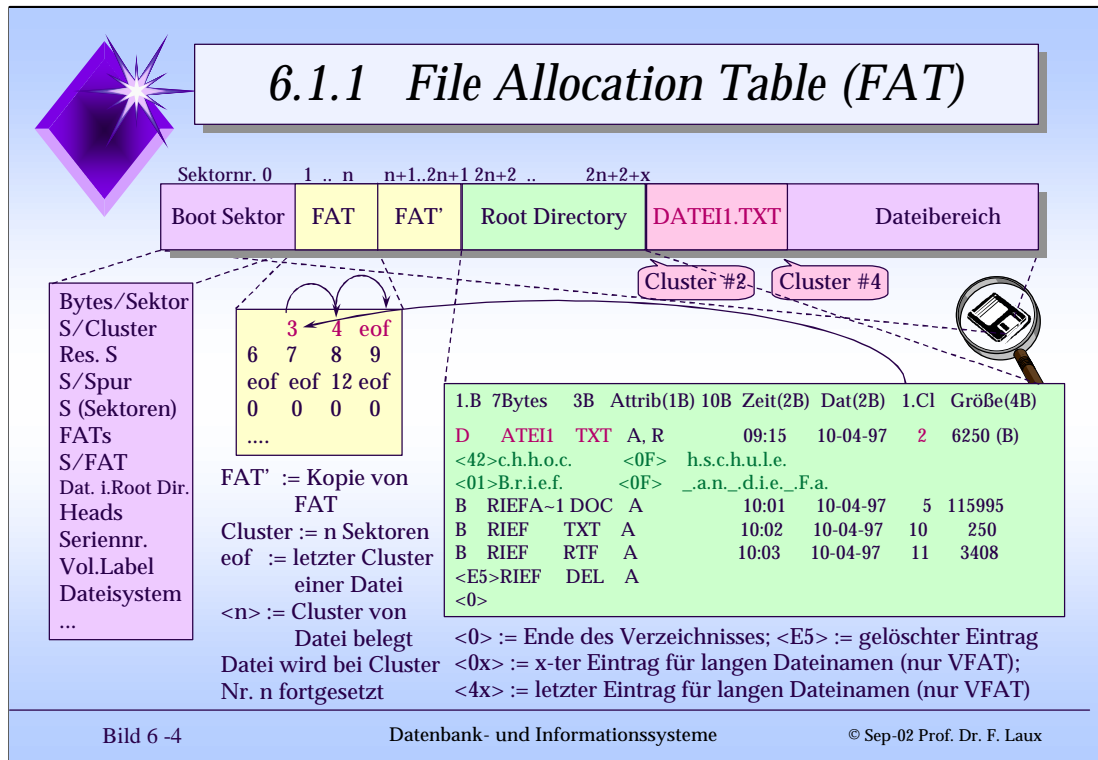 6.1.1 File Allocation Table (FAT)
Sektornr. 0 1 .. n n+1..2n+1 2n+2 .. 2n+2+x
Boot Sektor FAT FAT’ Root Directory DATEI1.TXT Dateibereich
Cluster #2 Cluster #4
Bytes/Sektor
S/Cluster
Res. S
S/Spur
S (Sektoren)
FATs
S/FAT
Dat. i.Root Dir.
Heads
Seriennr.
Vol.Label
Dateisystem
...
3 4 eof
6 7 8 9
eof eof 12 eof
0 0 0 0
....
FAT’ := Kopie von
FAT
Cluster := n Sektoren
eof := letzter Cluster
einer Datei
<n> := Cluster von
Datei belegt
Datei wird bei Cluster
Nr. n fortgesetzt
1.B 7Bytes 3B Attrib(1B) 10B Zeit(2B) Dat(2B) 1.Cl Größe(4B)
D ATEI1 TXT A, R 09:15 10-04-97 2 6250 (B)
<42>c.h.h.o.c. <0F> h.s.c.h.u.l.e.
<01>B.r.i.e.f. <0F> _.a.n._.d.i.e._.F.a.
B RIEFA~1 DOC A 10:01 10-04-97 5 115995
B RIEF TXT A 10:02 10-04-97 10 250
B RIEF RTF A 10:03 10-04-97 11 3408
<E5>RIEF DEL A
<0>
<0> := Ende des Verzeichnisses; <E5> := gelöschter Eintrag
<0x> := x-ter Eintrag für langen Dateinamen (nur VFAT);
<4x> := letzter Eintrag für langen Dateinamen (nur VFAT)
Bild 6 -4 Datenbank- und Informationssysteme © Sep-02 Prof. Dr. F. Laux